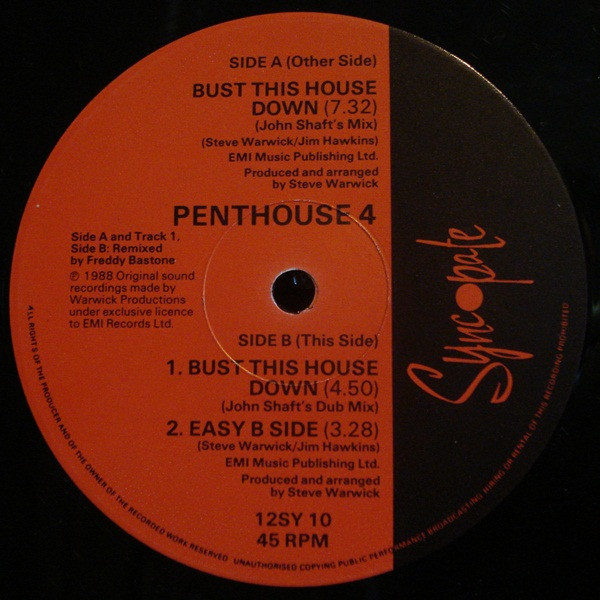 SIDE A (Other Side)
BUST THIS HOUSE
DOWN (7.32)
(John Shaft's Mix)
(Steve Warwick/Jim Hawkins)
EMI Music Publishing Ltd.
Produced and arranged
by Steve Warwick
PENTHOUSE 4
Side A and Track 1,
Side B: Remixed
by Freddy Bastone
℗ 1988 Original sound
recordings made by
Warwick Productions
under exclusive licence
to EMI Records Ltd.
SIDE B (This Side)
1. BUST THIS HOUSE
DOWN (4.50)
(John Shaft's Dub Mix)
2. EASY B SIDE (3.28)
(Steve Warwick/Jim Hawkins)
EMI Music Publishing Ltd.
Produced and arranged
by Steve Warwick
12SY 10
45 RPM
Sync●pate
ALL RIGHTS OF THE PRODUCER AND OF THE OWNER OF THE RECORDED WORK RESERVED UNAUTHORISED COPYING PUBLIC PERFORMANCE BROADCASTING HIRING OR RENTAL OF THIS RECORDING PROHIBITED